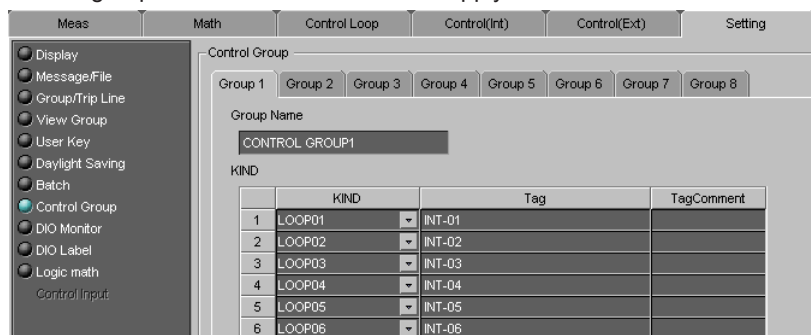 Meas Math Control Loop Control(Int) Control(Ext) Setting
Display
Message/File
Group/Trip Line
View Group
User Key
Daylight Saving
Batch
Control Group
DIO Monitor
DIO Label
Logic math
Control Input
Control Group
Group 1 Group 2 Group 3 Group 4 Group 5 Group 6 Group 7 Group 8
Group Name
CONTROL GROUP1
KIND
KIND Tag TagComment
1 LOOP01 INT-01
2 LOOP02 INT-02
3 LOOP03 INT-03
4 LOOP04 INT-04
5 LOOP05 INT-05
6 LOOP06 INT-06